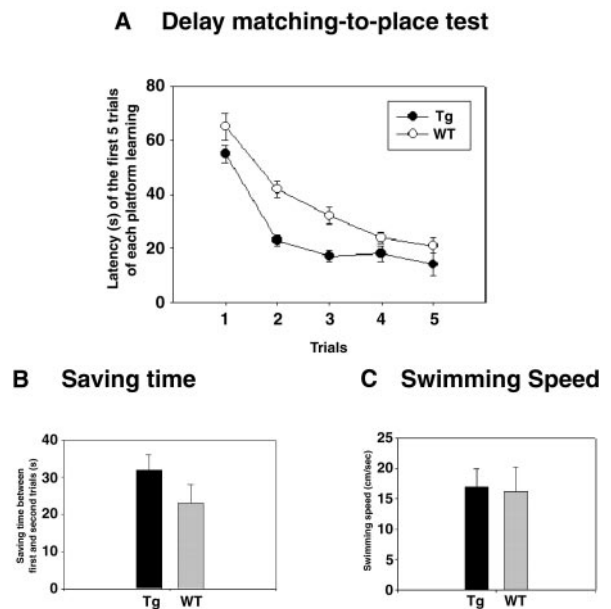 A Delay matching-to-place test
Latency (s) of the first 5 trials
of each platform learning
80
60
40
20
0
Tg
WT
1 2 3 4 5
Trials
B Saving time
Saving time between
first and second trials (s)
40
30
20
10
0
Tg WT
C Swimming Speed
Swimming speed (cm/sec)
25
20
15
10
5
0
Tg WT